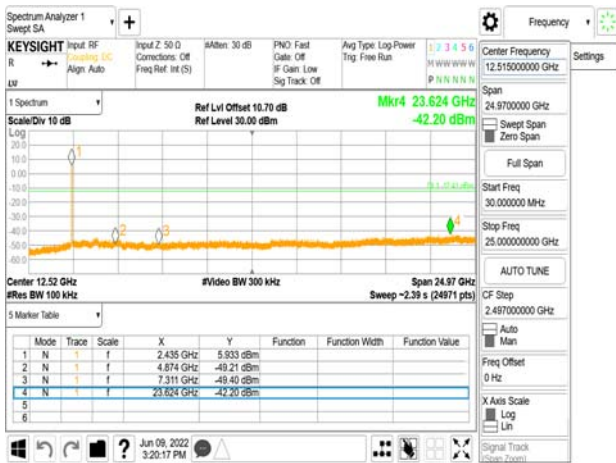 Spectrum Analyzer 1
Swept SA
+
Frequency
KEYSIGHT
R
Input: RF
Coupling: DC
Align: Auto
Input Z: 50 Ω
Corrections: Off
Freq Ref: Int (S)
#Atten: 30 dB
PNO: Fast
Gate: Off
IF Gain: Low
Sig Track: Off
Avg Type: Log-Power
Trig: Free Run
1 2 3 4 5 6
M W W W W W
P N N N N N
1 Spectrum
Scale/Div 10 dB
Ref Lvl Offset 10.70 dB
Ref Level 30.00 dBm
Mkr4 23.624 GHz
-42.20 dBm
Log
20.0
10.0
0.00
-10.0
-20.0
-30.0
-40.0
-50.0
-60.0
1
2
3
4
Center 12.52 GHz
#Res BW 100 kHz
#Video BW 300 kHz
Span 24.97 GHz
Sweep ~2.39 s (24971 pts)
5 Marker Table
Mode Trace Scale X Y Function Function Width Function Value
1 N 1 f 2.435 GHz 5.933 dBm
2 N 1 f 4.874 GHz -49.21 dBm
3 N 1 f 7.311 GHz -49.40 dBm
4 N 1 f 23.624 GHz -42.20 dBm
5
6
Jun 09, 2022
3:20:17 PM
?
Center Frequency
12.515000000 GHz
Settings
Span
24.9700000 GHz
Swept Span
Zero Span
Full Span
Start Freq
30.000000 MHz
Stop Freq
25.000000000 GHz
AUTO TUNE
CF Step
2.497000000 GHz
Auto
Man
Freq Offset
0 Hz
X Axis Scale
Log
Lin
Signal Track
(Span Zoom)